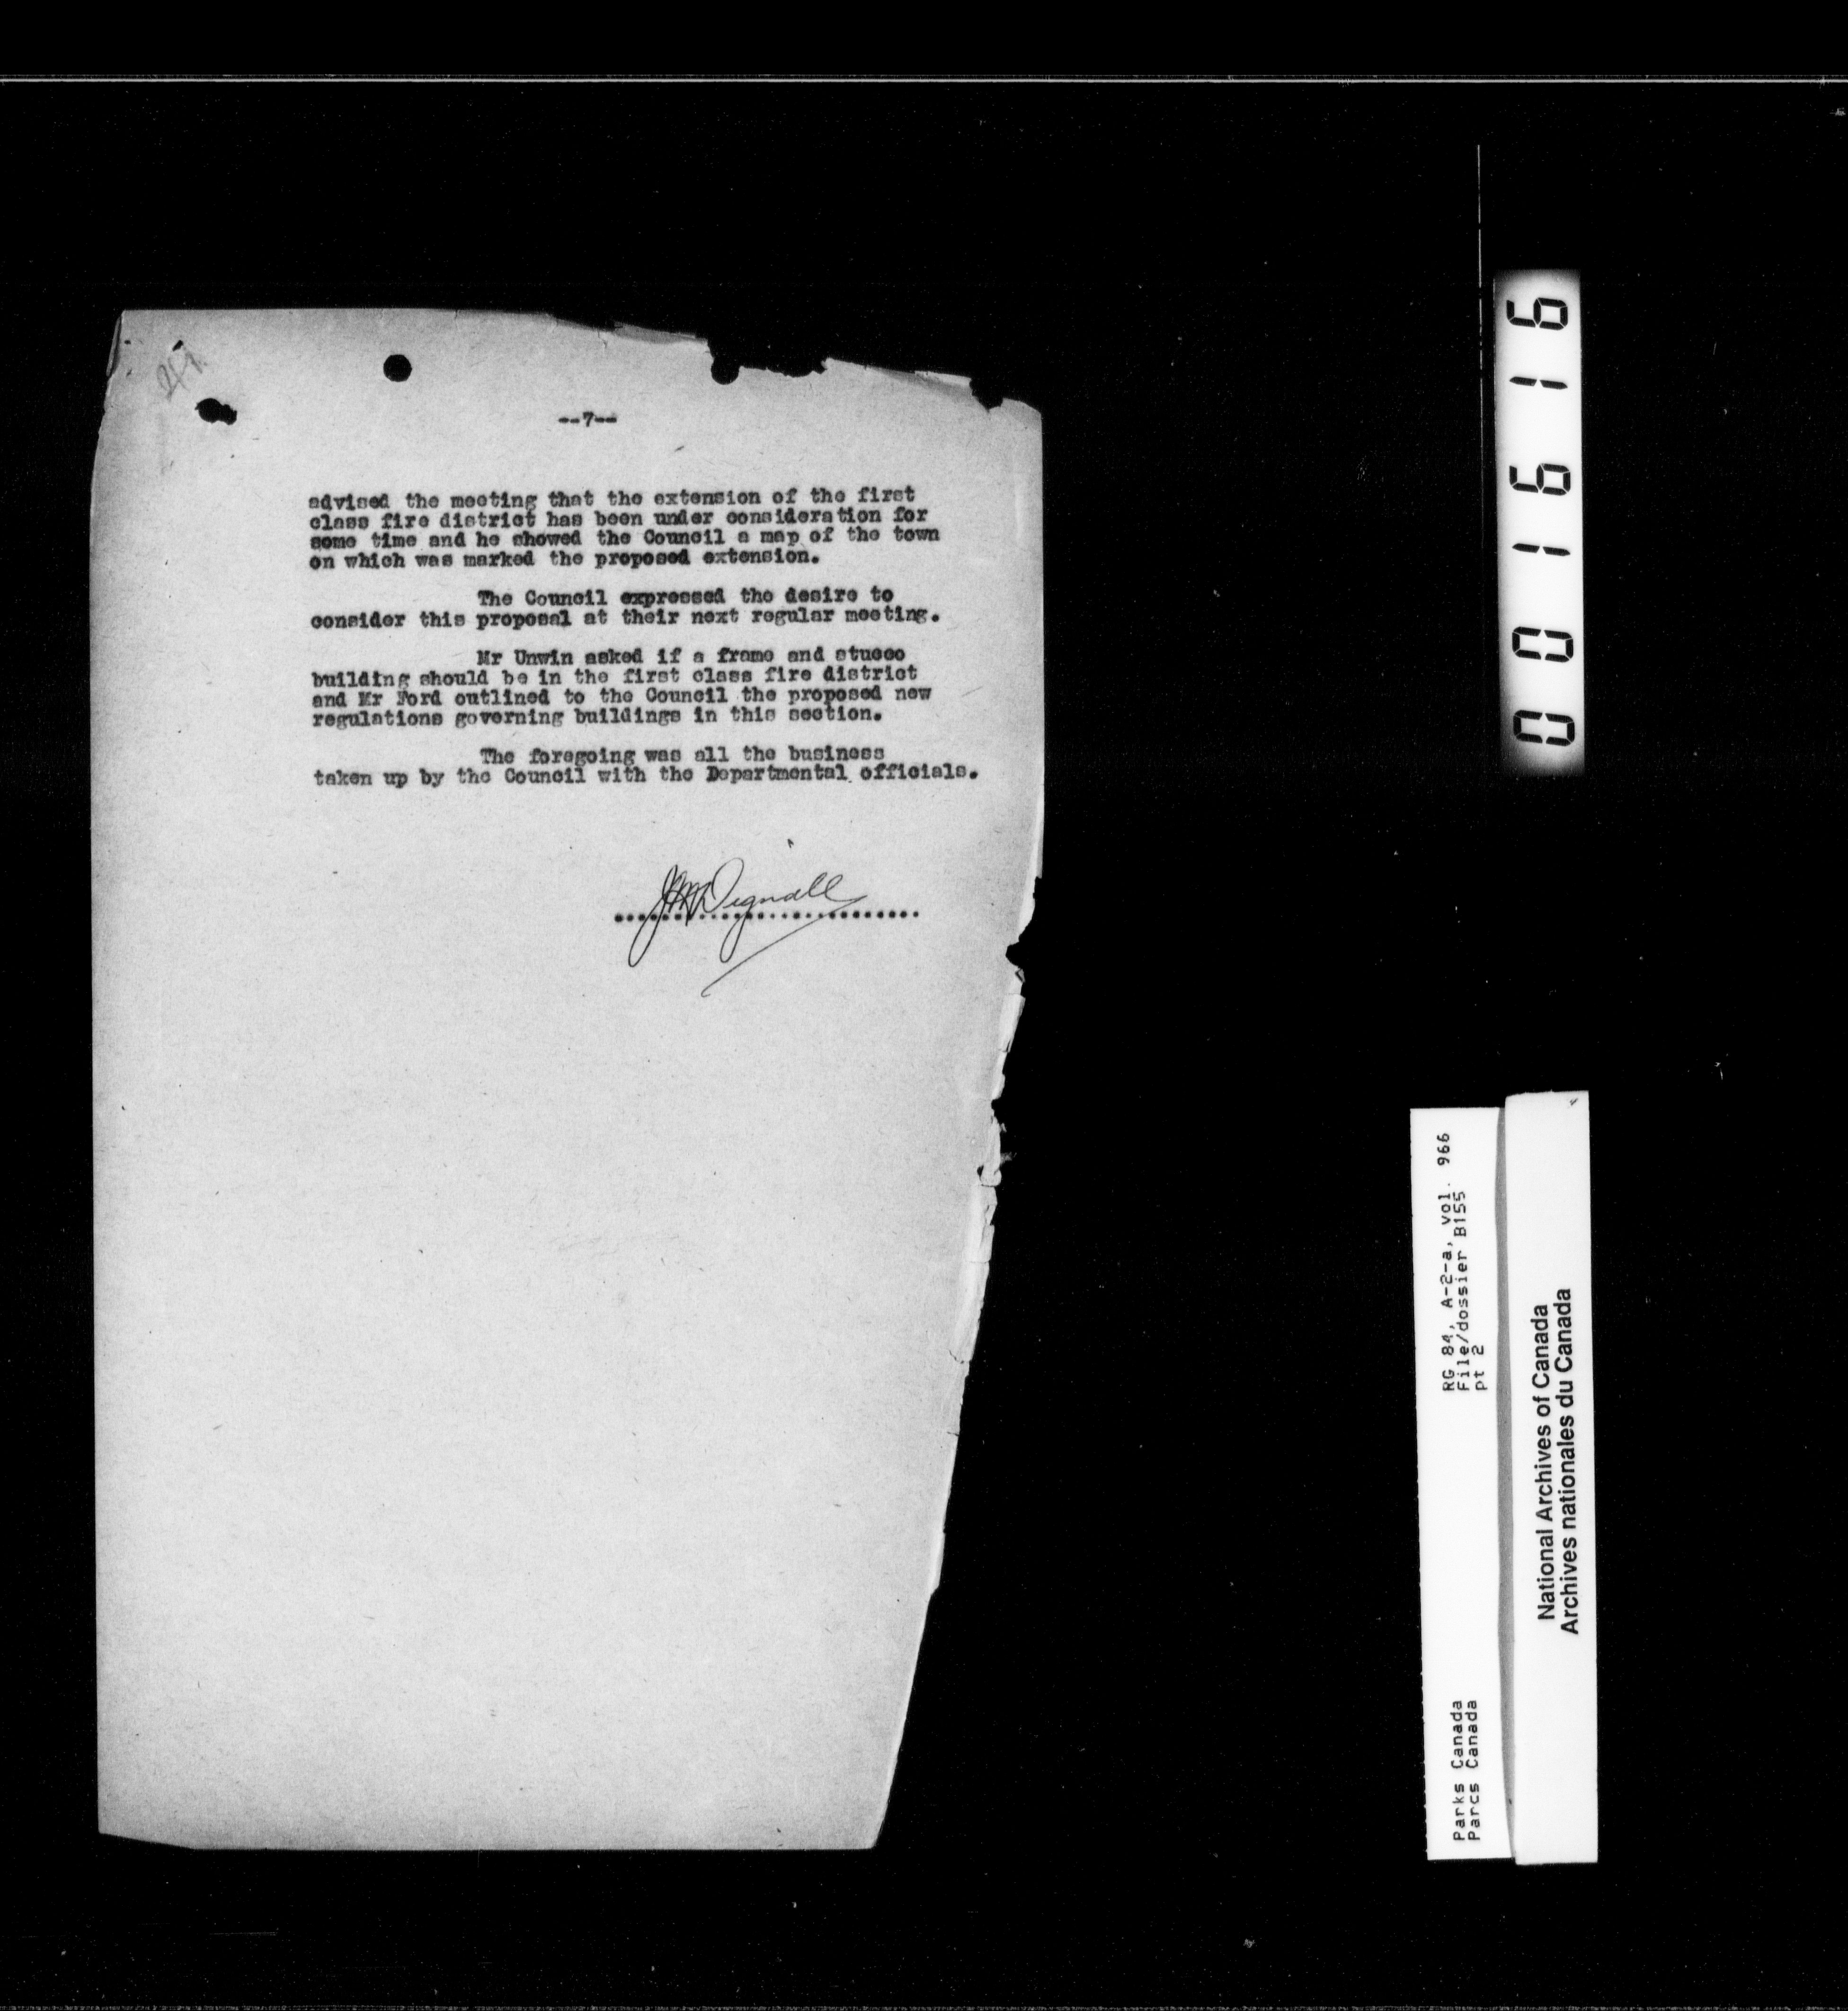 --7--
advised the meeting that the extension of the first
class fire district has been under consideration for
some time and he showed the Council a map of the town
on which was marked the proposed extension.
The Council expressed the desire to
consider this proposal at their next regular meeting.
Mr Unwin asked if a frame and stucco
building should be in the first class fire district
and Mr Ford outlined to the Council the proposed new
regulations governing buildings in this section.
The foregoing was all the business
taken up by the Council with the Departmental officials.
001616
RG 84, A-2-a, vol. 966
File/dossier B155
pt 2
Parks Canada
Parcs Canada
National Archives of Canada
Archives nationales du Canada